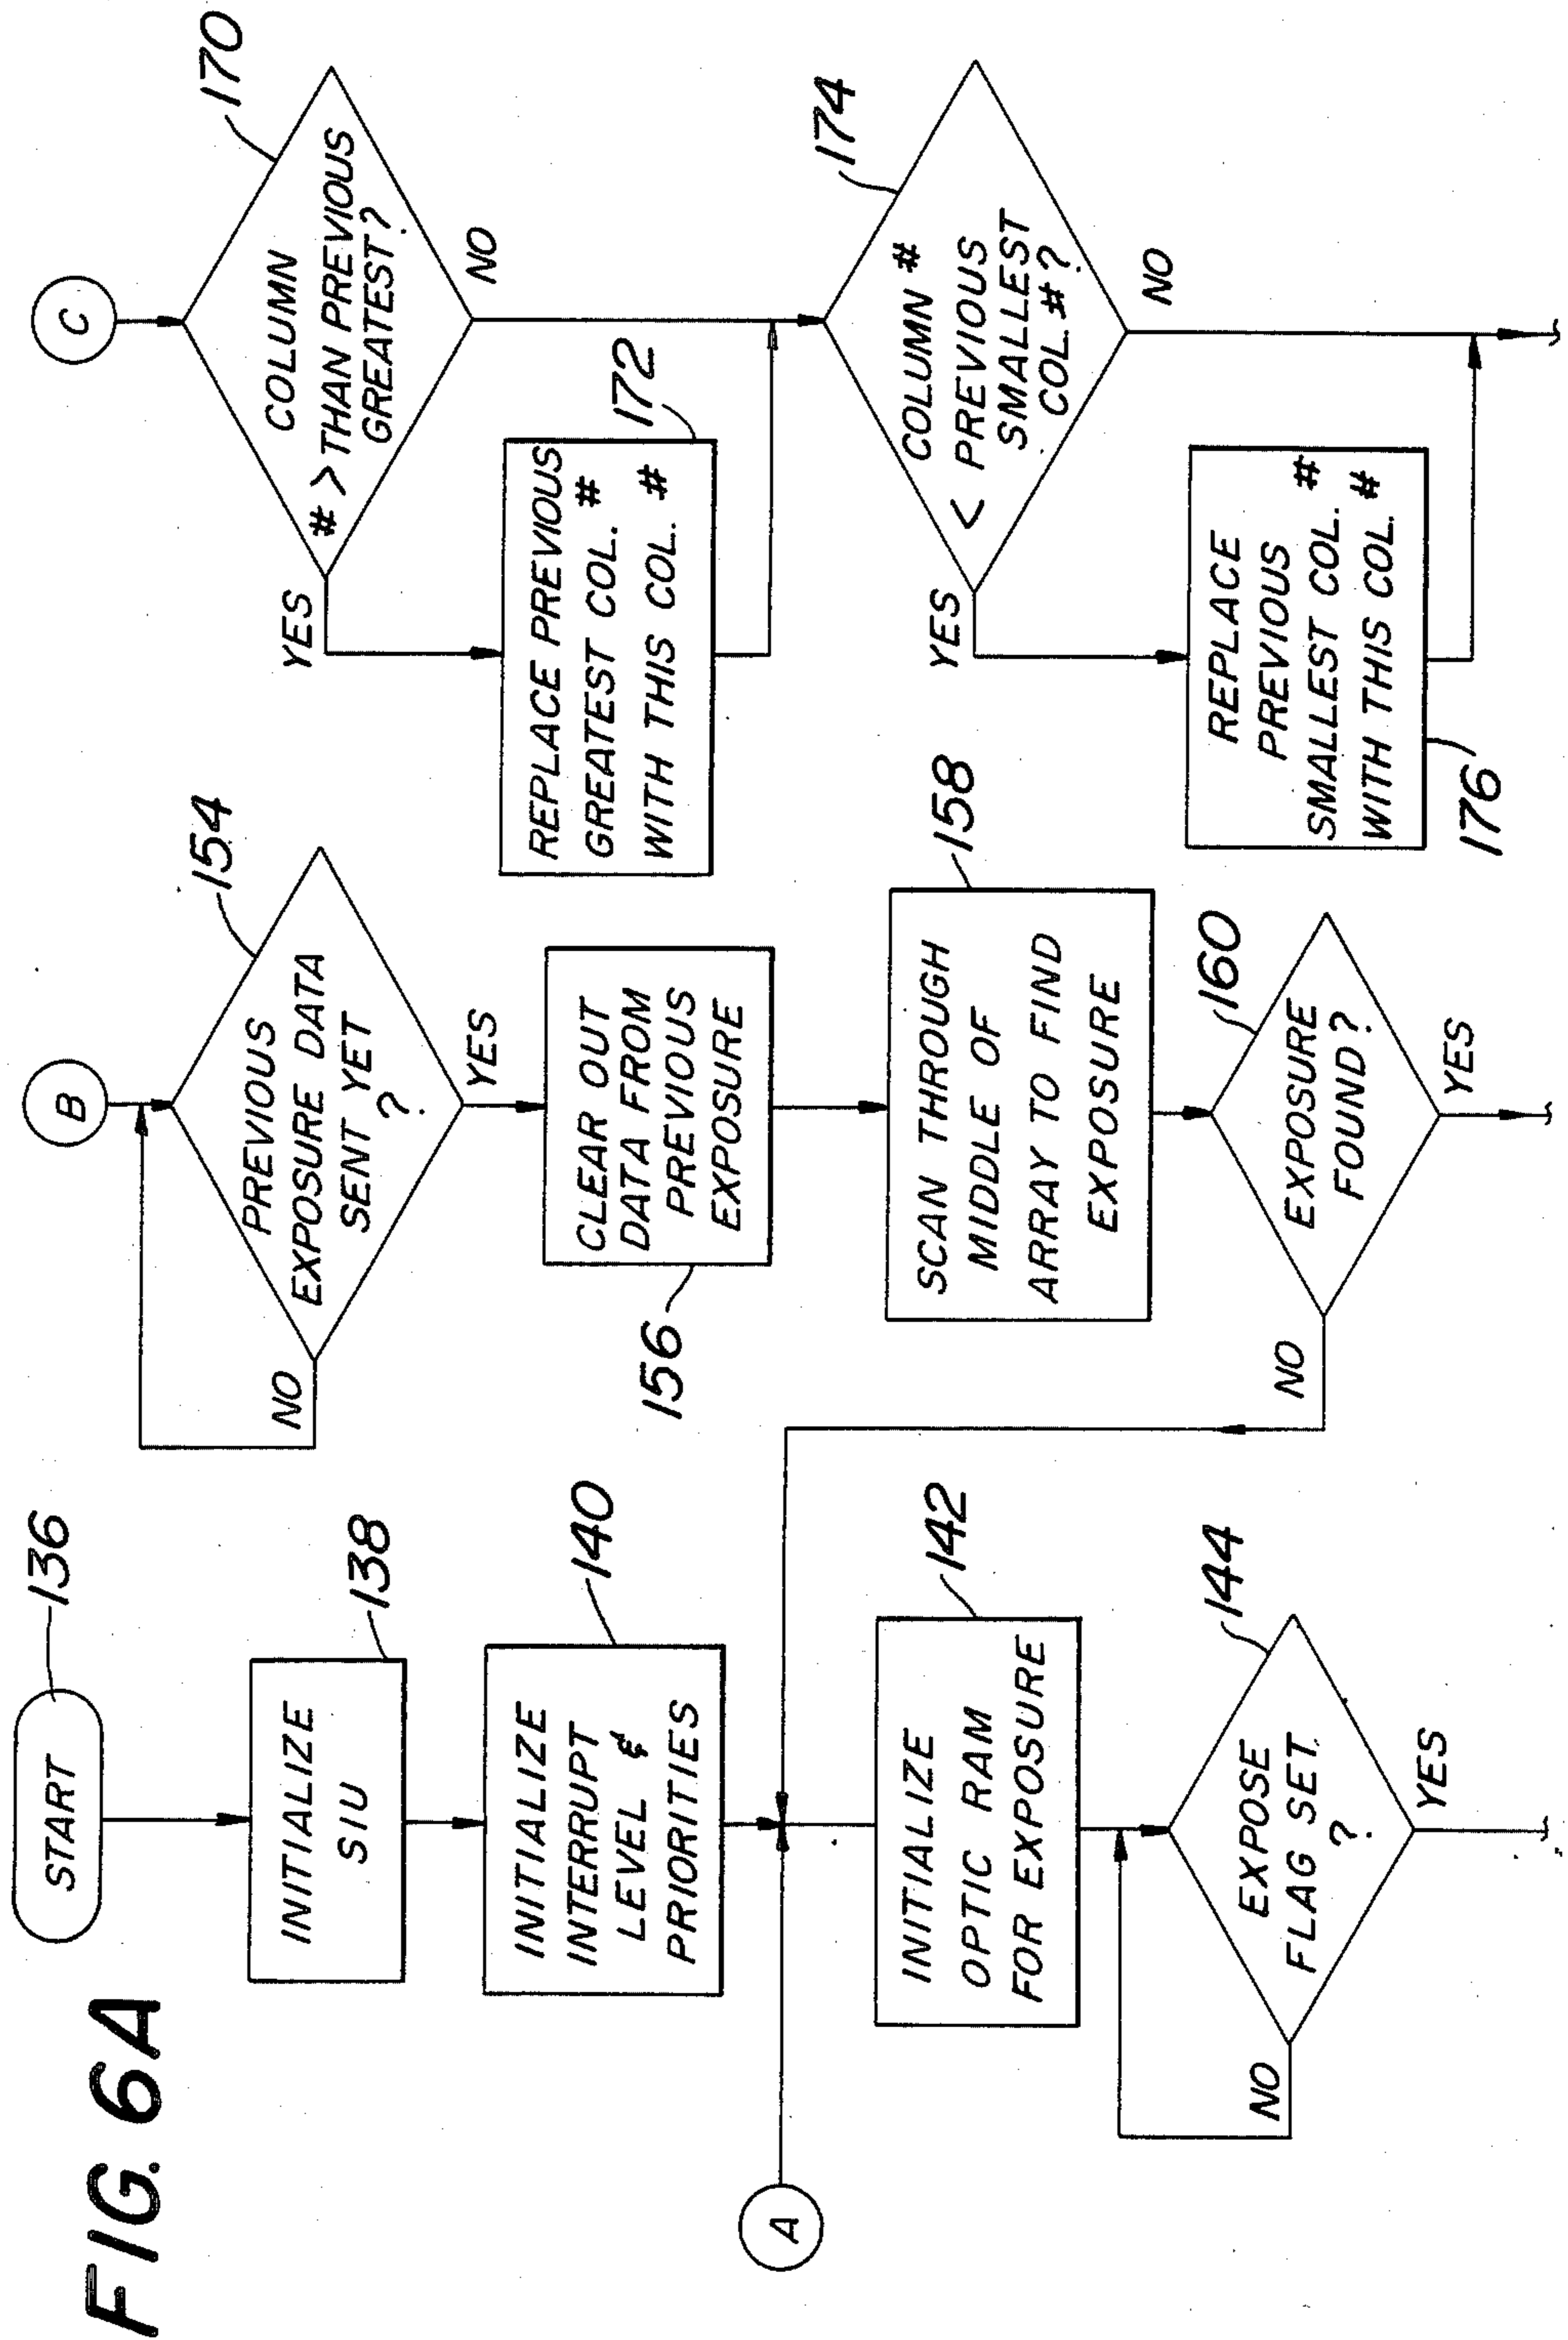 FIG. 6A
START
136
INITIALIZE
SIU
138
INITIALIZE
INTERRUPT
LEVEL &
PRIORITIES
140
A
INITIALIZE
OPTIC RAM
FOR EXPOSURE
142
EXPOSE
FLAG SET
?
144
NO
YES
B
PREVIOUS
EXPOSURE DATA
SENT YET
?
154
NO
YES
CLEAR OUT
DATA FROM
PREVIOUS
EXPOSURE
156
SCAN THROUGH
MIDDLE OF
ARRAY TO FIND
EXPOSURE
158
EXPOSURE
FOUND?
160
NO
YES
C
COLUMN
# > THAN PREVIOUS
GREATEST?
170
YES
NO
REPLACE PREVIOUS
GREATEST COL. #
WITH THIS COL. #
172
COLUMN #
< PREVIOUS
SMALLEST
COL.#?
174
YES
NO
REPLACE
PREVIOUS
SMALLEST COL. #
WITH THIS COL. #
176